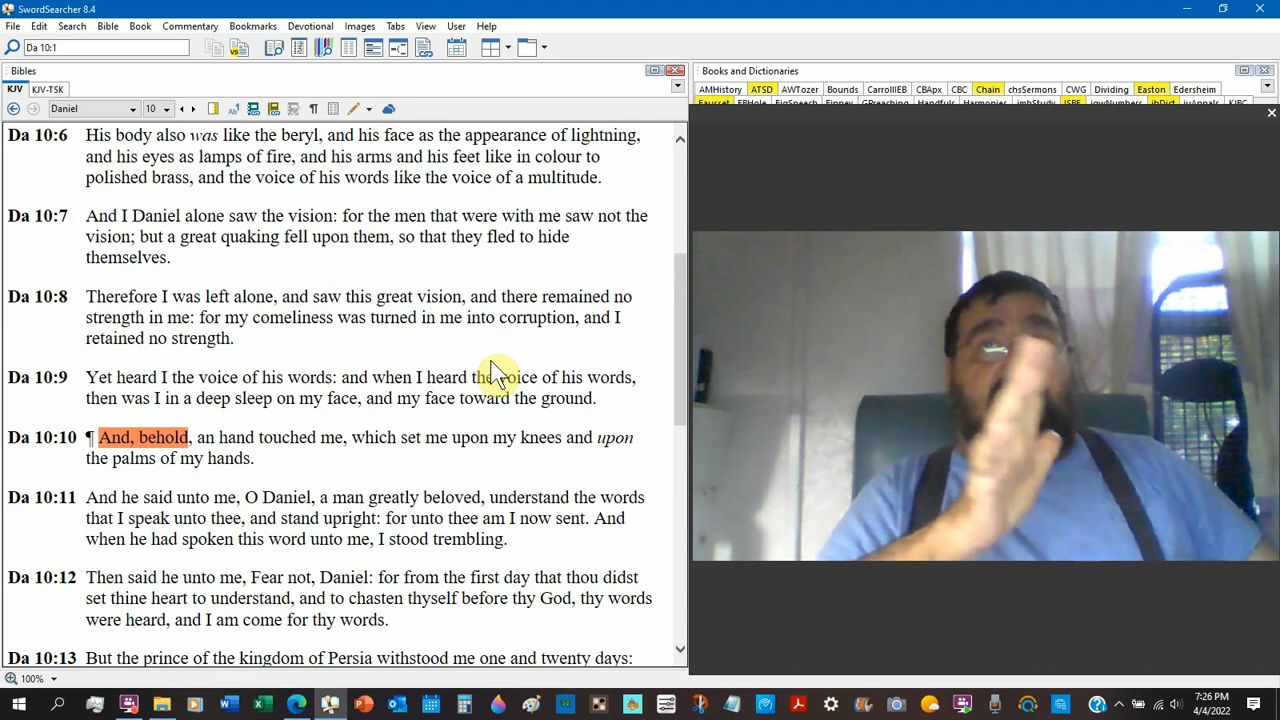 SwordSearcher 8.4
File Edit Search Bible Book Commentary Bookmarks Devotional Images Tabs View User Help
Da 10:1
Bibles
Books and Dictionaries
KJV KJV-TSK
AMHistory ATSD AWTozer Bounds CarrollIEB CBApx CBC Chain chsSermons CWG Dividing Easton Edersheim
Daniel 10
Da 10:6 His body also was like the beryl, and his face as the appearance of lightning,
and his eyes as lamps of fire, and his arms and his feet like in colour to
polished brass, and the voice of his words like the voice of a multitude.
Da 10:7 And I Daniel alone saw the vision: for the men that were with me saw not the
vision; but a great quaking fell upon them, so that they fled to hide
themselves.
Da 10:8 Therefore I was left alone, and saw this great vision, and there remained no
strength in me: for my comeliness was turned in me into corruption, and I
retained no strength.
Da 10:9 Yet heard I the voice of his words: and when I heard the voice of his words,
then was I in a deep sleep on my face, and my face toward the ground.
Da 10:10 ¶ And, behold, an hand touched me, which set me upon my knees and upon
the palms of my hands.
Da 10:11 And he said unto me, O Daniel, a man greatly beloved, understand the words
that I speak unto thee, and stand upright: for unto thee am I now sent. And
when he had spoken this word unto me, I stood trembling.
Da 10:12 Then said he unto me, Fear not, Daniel: for from the first day that thou didst
set thine heart to understand, and to chasten thyself before thy God, thy words
were heard, and I am come for thy words.
Da 10:13 But the prince of the kingdom of Persia withstood me one and twenty days:
100%
7:26 PM
4/4/2022